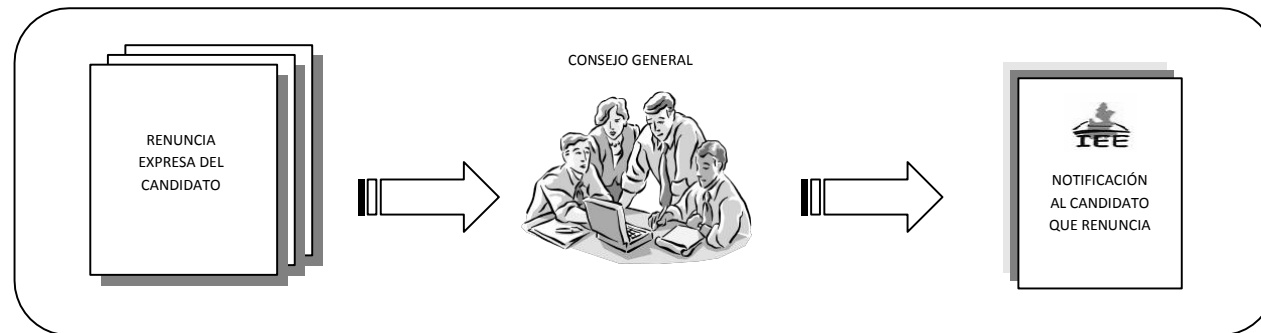 RENUNCIA
EXPRESA DEL
CANDIDATO
CONSEJO GENERAL
IEE
NOTIFICACIÓN
AL CANDIDATO
QUE RENUNCIA